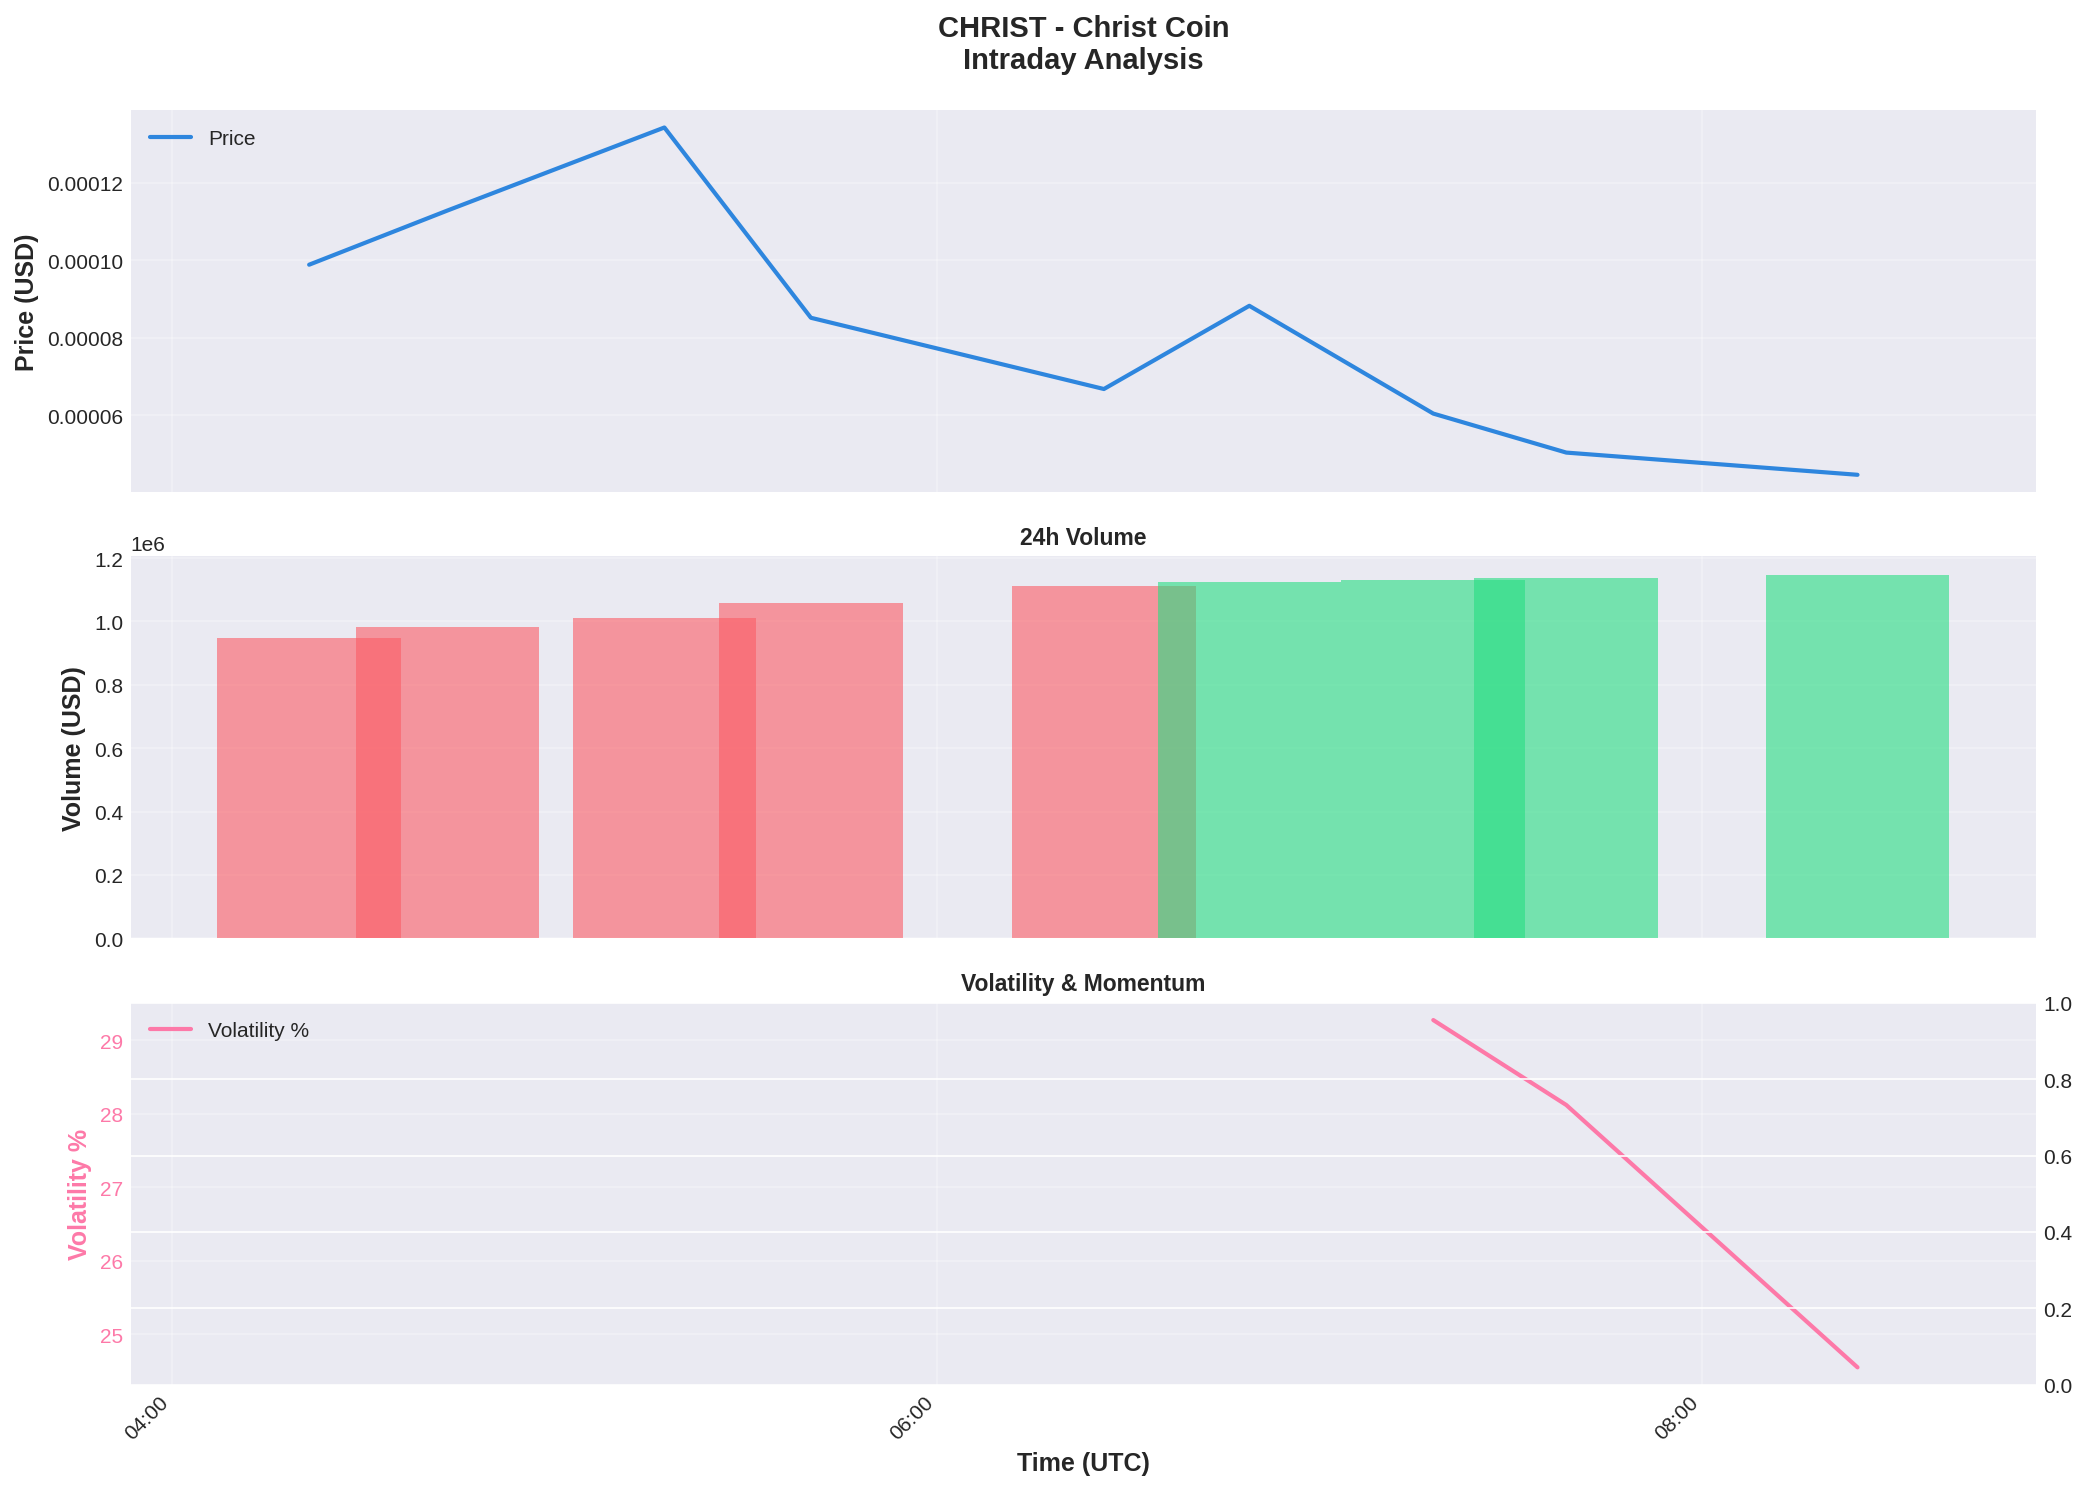 CHRIST - Christ Coin
Intraday Analysis
Price
Price (USD)
0.00012
0.00010
0.00008
0.00006
24h Volume
1e6
Volume (USD)
1.2
1.0
0.8
0.6
0.4
0.2
0.0
Volatility & Momentum
Volatility %
Volatility %
29
28
27
26
25
1.0
0.8
0.6
0.4
0.2
0.0
04:00
06:00
08:00
Time (UTC)